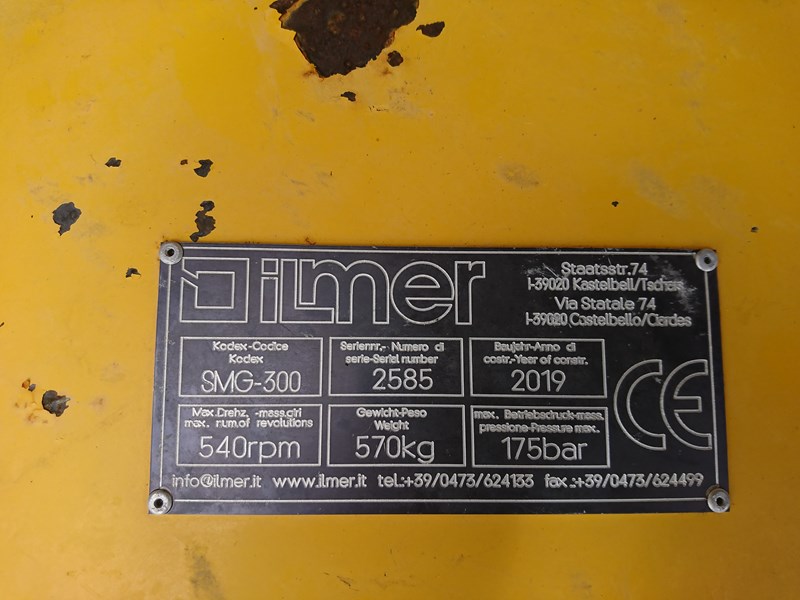 ilmer
Staatsstr.74
I-39020 Kastelbell/Tschars
Via Statale 74
I-39020 Castelbello/Ciardes
Kodex-Codice
Kodex
SMG-300
Seriennr.- Numero di
serie-Serial number
2585
Baujahr-Anno di
costr.-Year of constr.
2019
CE
Max.Drehz. -mass.giri
max. num.of revolutions
540rpm
Gewicht-Peso
Weight
570kg
max. Betriebsdruck-mass.
pressione-Pressure max.
175bar
info@ilmer.it www.ilmer.it tel.:+39/0473/624133 fax.:+39/0473/624499